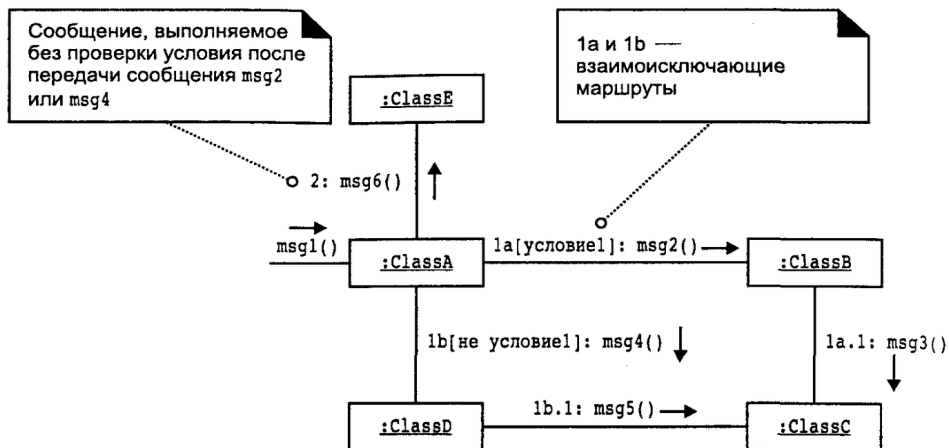 Сообщение, выполняемое
без проверки условия после
передачи сообщения msg2
или msg4
1a и 1b —
взаимоисключающие
маршруты
:ClassE
2: msg6()
msg1()
:ClassA
1a[условие1]: msg2()
:ClassB
1b[не условие1]: msg4()
1a.1: msg3()
:ClassD
1b.1: msg5()
:ClassC